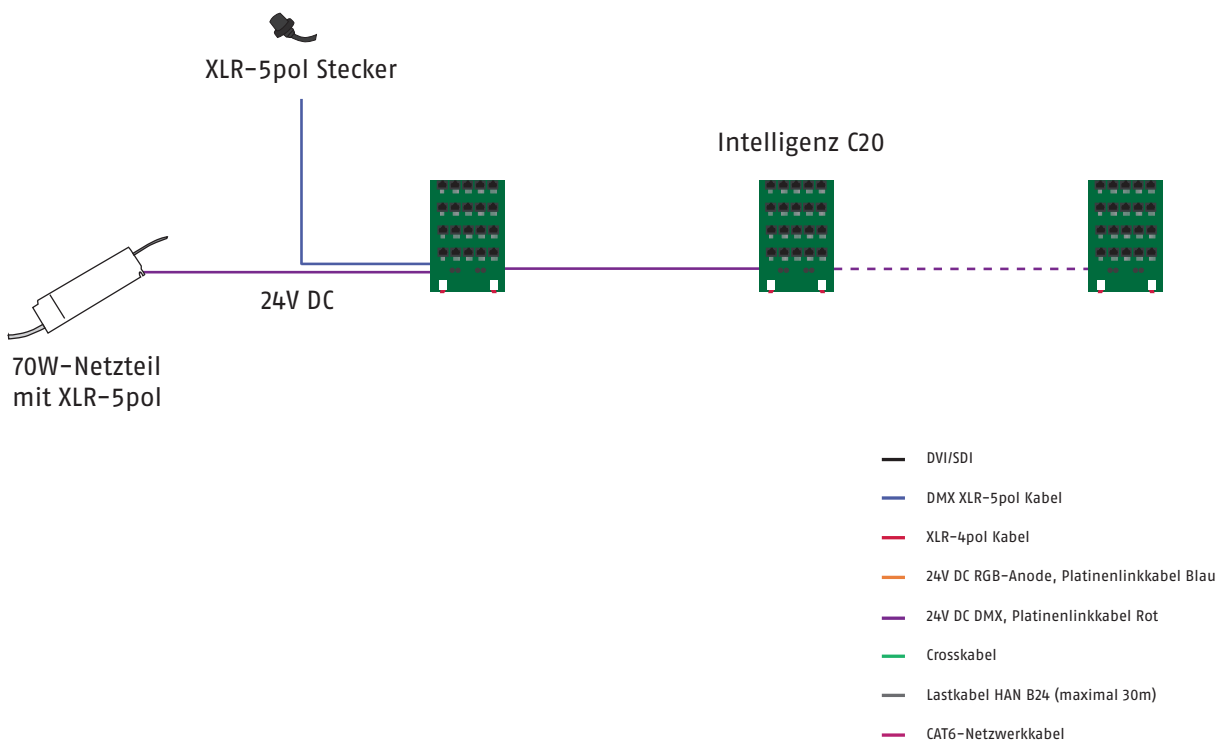 XLR-5pol Stecker
Intelligenz C20
24V DC
70W-Netzteil
mit XLR-5pol
DVI/SDI
DMX XLR-5pol Kabel
XLR-4pol Kabel
24V DC RGB-Anode, Platinenlinkkabel Blau
24V DC DMX, Platinenlinkkabel Rot
Crosskabel
Lastkabel HAN B24 (maximal 30m)
CAT6-Netzwerkkabel